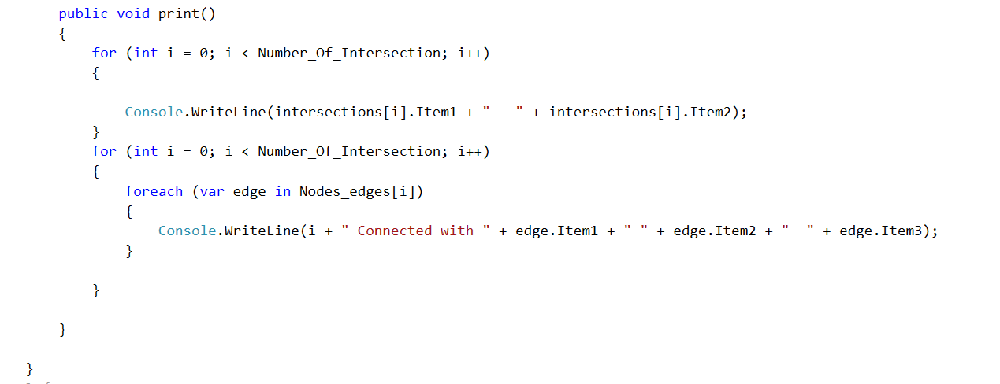 public void print()
{
for (int i = 0; i < Number_Of_Intersection; i++)
{
Console.WriteLine(intersections[i].Item1 + "   " + intersections[i].Item2);
}
for (int i = 0; i < Number_Of_Intersection; i++)
{
foreach (var edge in Nodes_edges[i])
{
Console.WriteLine(i + " Connected with " + edge.Item1 + " " + edge.Item2 + "  " + edge.Item3);
}
}
}
}